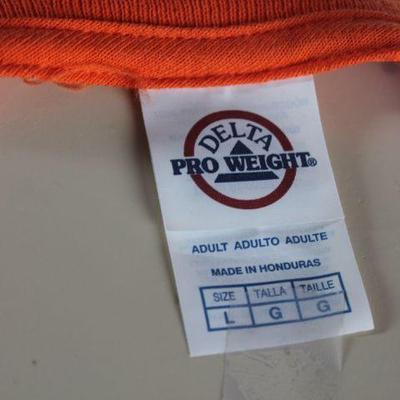 DELTA
PRO WEIGHT®
ADULT ADULTO ADULTE
MADE IN HONDURAS
SIZE TALLA TAILLE
L G G